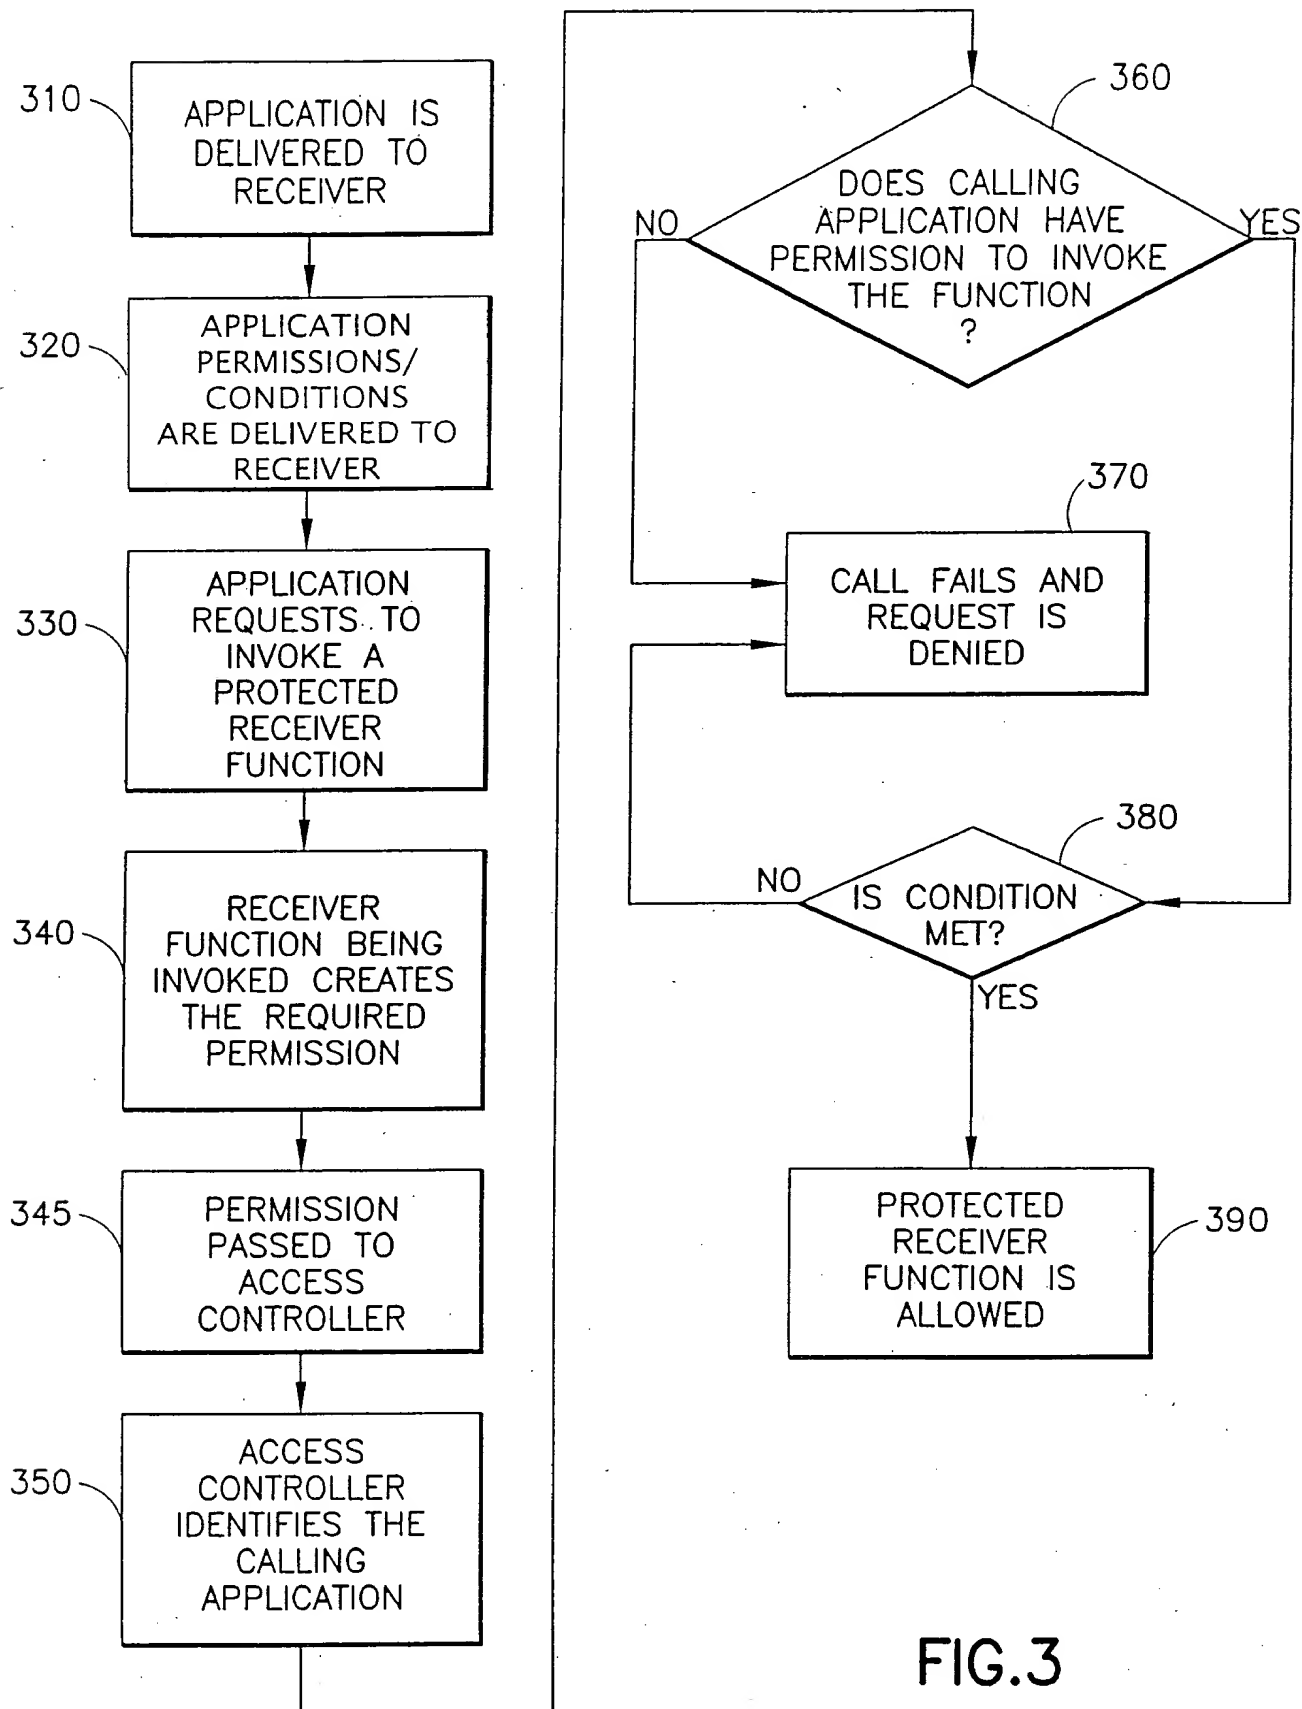 310
APPLICATION IS
DELIVERED TO
RECEIVER
320
APPLICATION
PERMISSIONS/
CONDITIONS
ARE DELIVERED TO
RECEIVER
330
APPLICATION
REQUESTS TO
INVOKE A
PROTECTED
RECEIVER
FUNCTION
340
RECEIVER
FUNCTION BEING
INVOKED CREATES
THE REQUIRED
PERMISSION
345
PERMISSION
PASSED TO
ACCESS
CONTROLLER
350
ACCESS
CONTROLLER
IDENTIFIES THE
CALLING
APPLICATION
360
DOES CALLING
APPLICATION HAVE
PERMISSION TO INVOKE
THE FUNCTION
?
NO
YES
370
CALL FAILS AND
REQUEST IS
DENIED
380
IS CONDITION
MET?
NO
YES
390
PROTECTED
RECEIVER
FUNCTION IS
ALLOWED
FIG.3